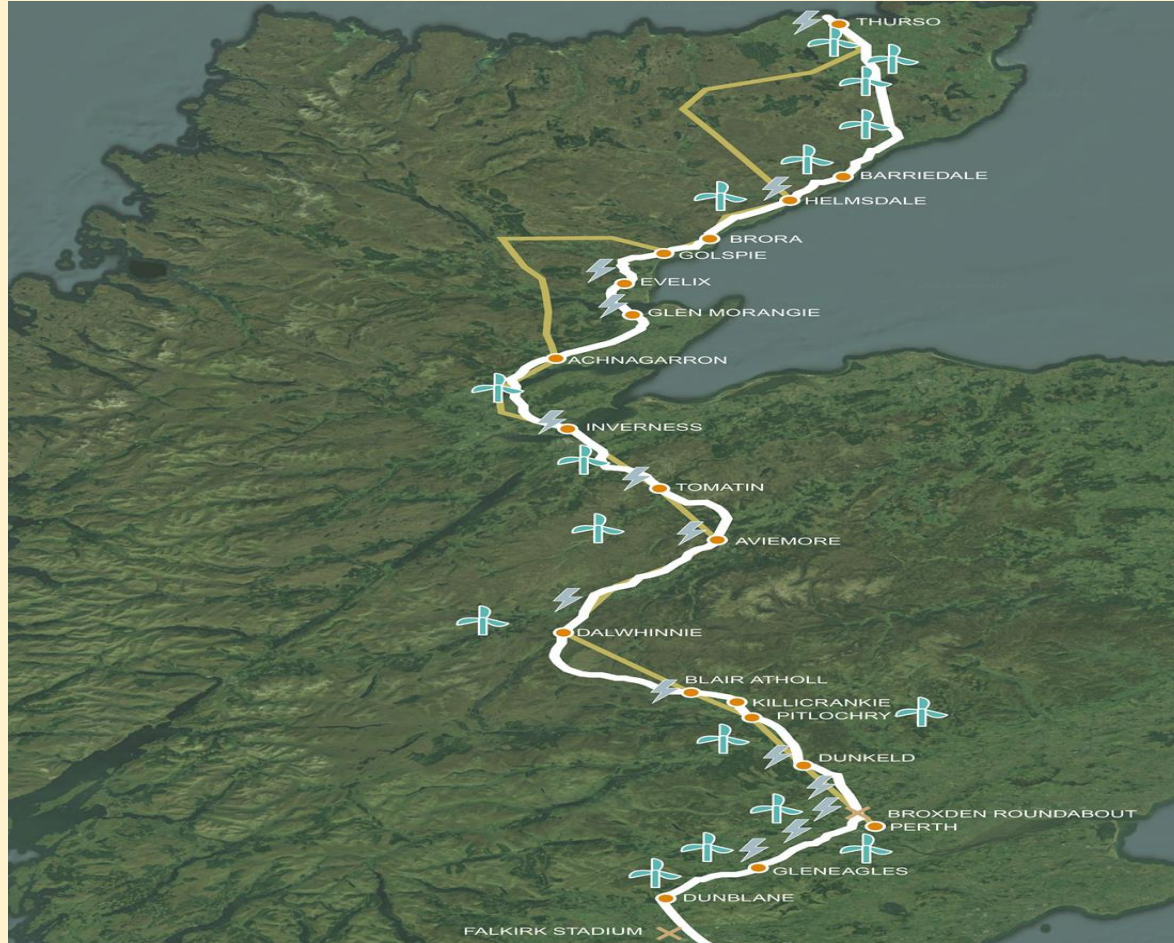 THURSO
BARRIEDALE
HELMSDALE
BRORA
GOLSPIE
EVELIX
GLEN MORANGIE
ACHNAGARRON
INVERNESS
TOMATIN
AVIEMORE
DALWHINNIE
BLAIR ATHOLL
KILLICRANKIE
PITLOCHRY
DUNKELD
BROXDEN ROUNDABOUT
PERTH
GLENEAGLES
DUNBLANE
FALKIRK STADIUM